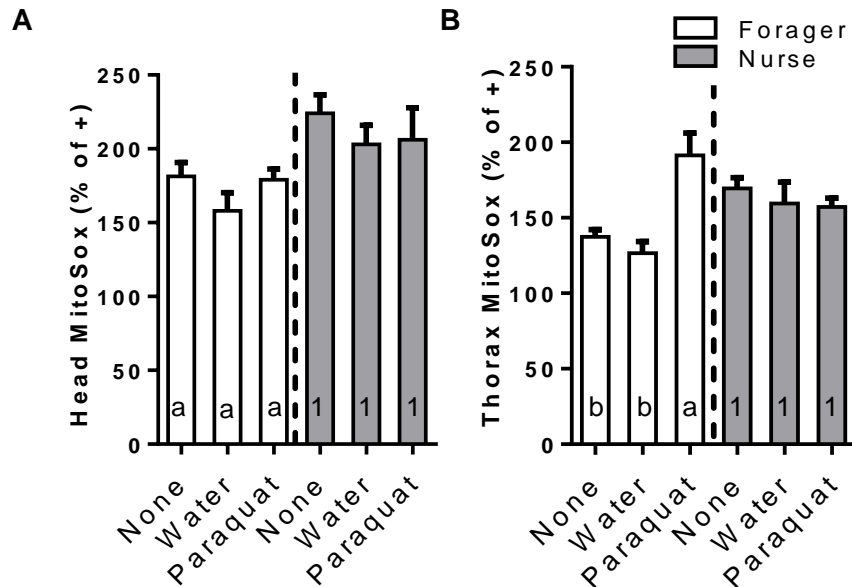 A
Head MitoSox (% of +)
250
200
150
100
50
0
a
a
a
1
1
1
None
Water
Paraquat
None
Water
Paraquat
B
Forager
Nurse
Thorax MitoSox (% of +)
250
200
150
100
50
0
b
b
a
1
1
1
None
Water
Paraquat
None
Water
Paraquat